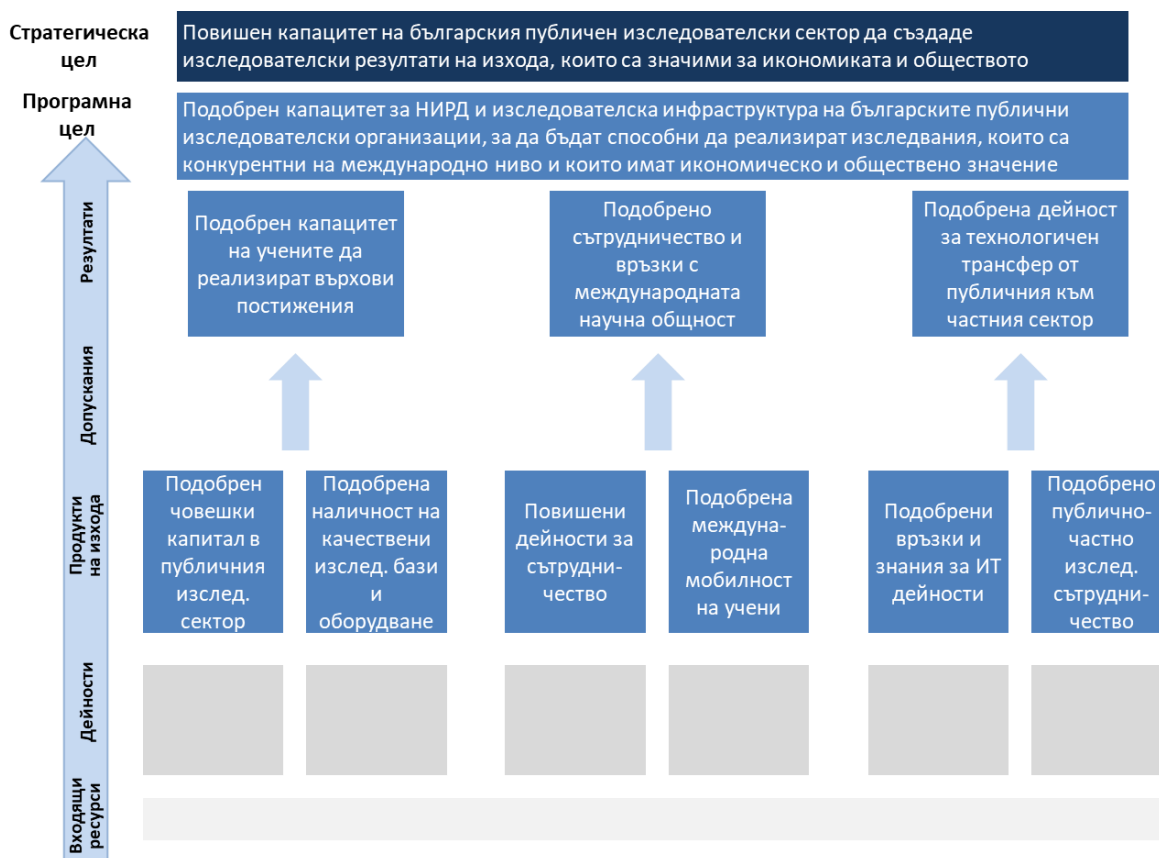 Стратегическа
цел
Повишен капацитет на българския публичен изследователски сектор да създаде
изследователски резултати на изхода, които са значими за икономиката и обществото
Програмна
цел
Подобрен капацитет за НИРД и изследователска инфраструктура на българските публични
изследователски организации, за да бъдат способни да реализират изследвания, които са
конкурентни на международно ниво и които имат икономическо и обществено значение
Резултати
Подобрен капацитет
на учените да
реализират върхови
постижения
Подобрено
сътрудничество и
връзки с
международната
научна общност
Подобрена дейност
за технологичен
трансфер от
публичния към
частния сектор
Допускания
Продукти
на изхода
Подобрен
човешки
капитал в
публичния
изслед.
сектор
Подобрена
наличност на
качествени
изслед. бази
и
оборудване
Повишени
дейности за
сътрудни-
чество
Подобрена
междуна-
родна
мобилност
на учени
Подобрени
връзки и
знания за ИТ
дейности
Подобрено
публично-
частно
изслед.
сътрудни-
чество
Дейности
Входящи
ресурси